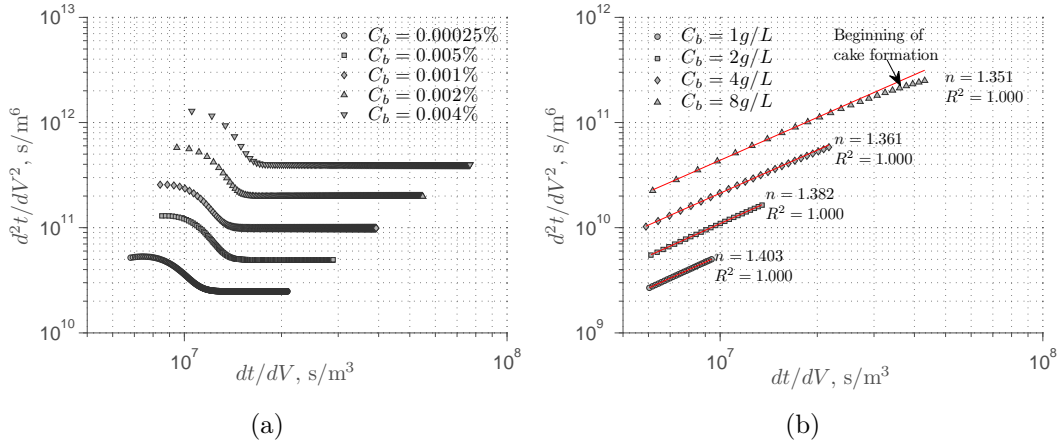 10^13
10^12
10^11
10^10
d^2t/dV^2, s/m^6
C_b = 0.00025%
C_b = 0.005%
C_b = 0.001%
C_b = 0.002%
C_b = 0.004%
10^7
10^8
dt/dV, s/m^3
(a)
10^12
10^11
10^10
10^9
d^2t/dV^2, s/m^6
C_b = 1g/L
C_b = 2g/L
C_b = 4g/L
C_b = 8g/L
Beginning of
cake formation
n = 1.351
R^2 = 1.000
n = 1.361
R^2 = 1.000
n = 1.382
R^2 = 1.000
n = 1.403
R^2 = 1.000
10^7
10^8
dt/dV, s/m^3
(b)